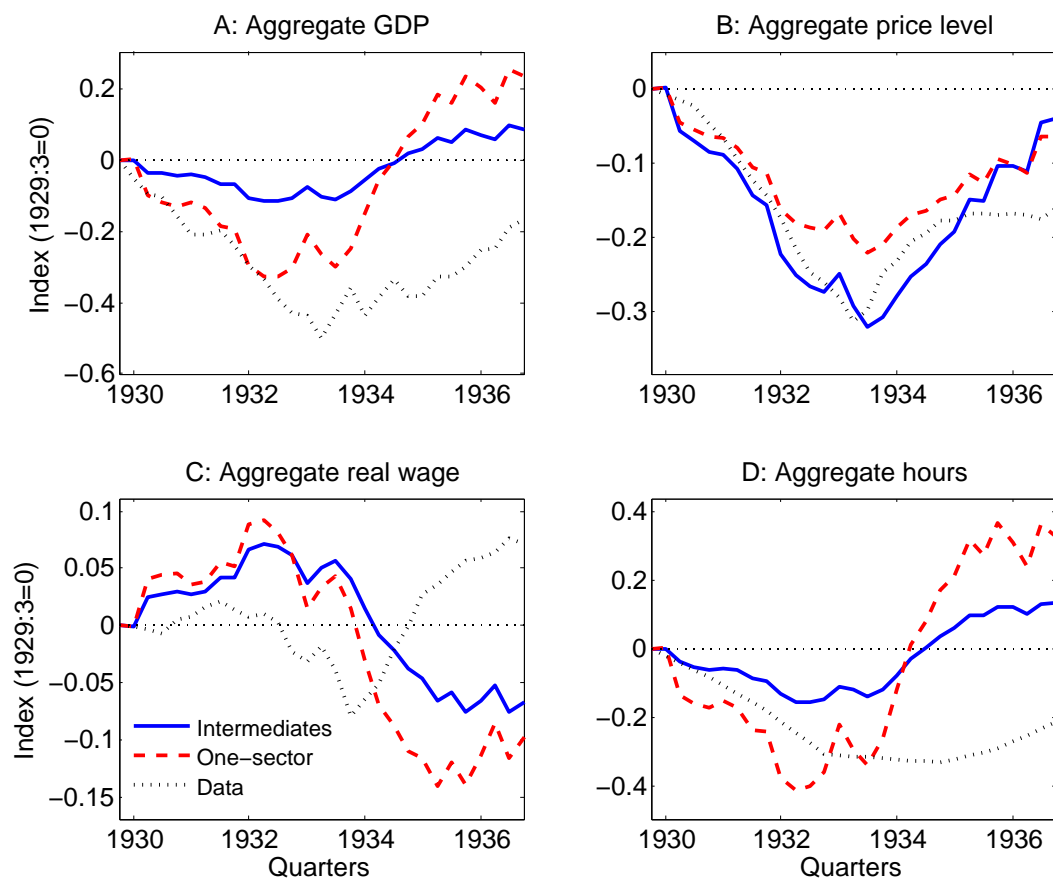 A: Aggregate GDP
Index (1929:3=0)
0.2
0
−0.2
−0.4
−0.6
1930 1932 1934 1936
B: Aggregate price level
0
−0.1
−0.2
−0.3
1930 1932 1934 1936
C: Aggregate real wage
Index (1929:3=0)
0.1
0.05
0
−0.05
−0.1
−0.15
Intermediates
One−sector
Data
1930 1932 1934 1936
Quarters
D: Aggregate hours
0.4
0.2
0
−0.2
−0.4
1930 1932 1934 1936
Quarters